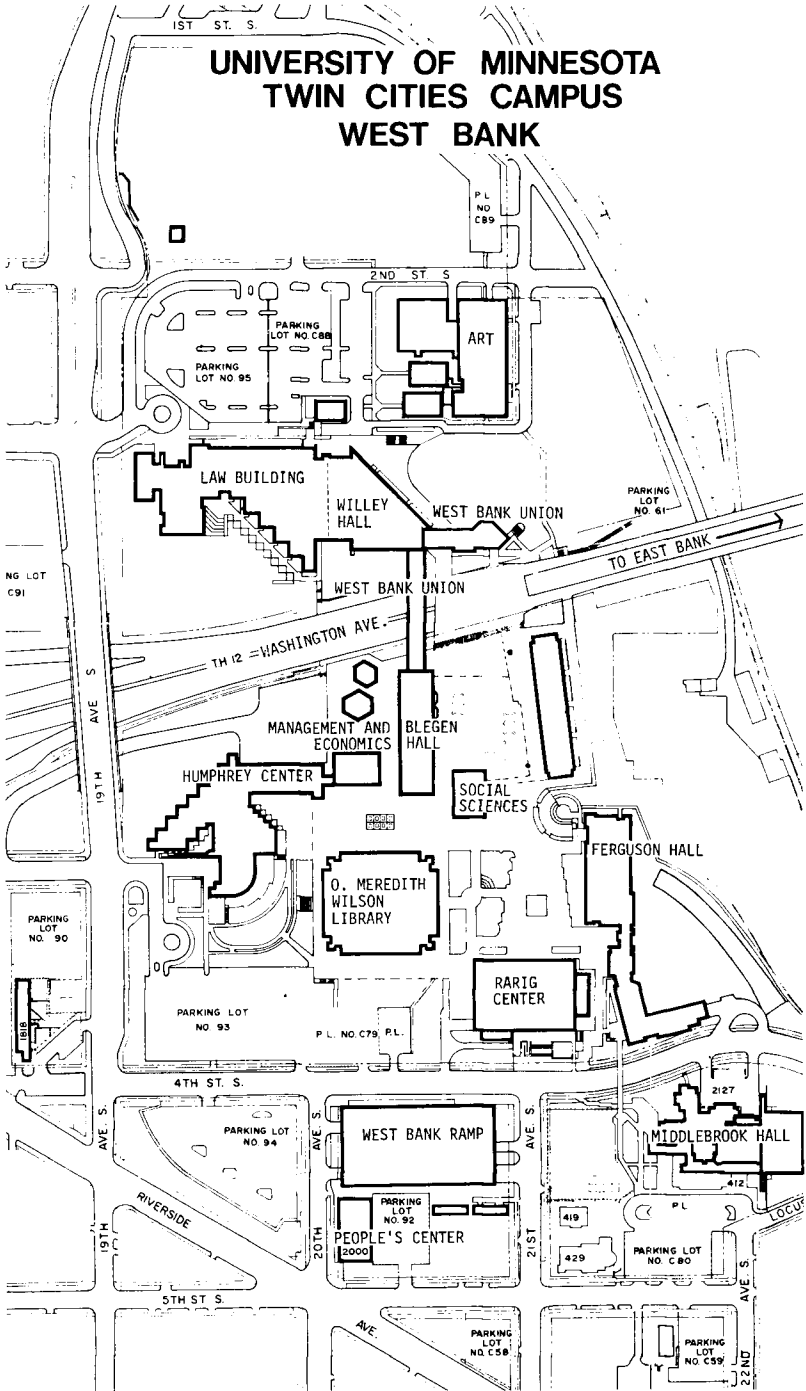 1ST ST. S.
UNIVERSITY OF MINNESOTA
TWIN CITIES CAMPUS
WEST BANK
P L
NO
C89
2ND ST. S
PARKING
LOT NO. C88
ART
PARKING
LOT NO. 95
LAW BUILDING
WILLEY
HALL
WEST BANK UNION
PARKING
LOT
NO. 61
TO EAST BANK
NG LOT
C91
WEST BANK UNION
TH 12 = WASHINGTON AVE.
19TH AVE S
MANAGEMENT AND
ECONOMICS
BLEGEN
HALL
HUMPHREY CENTER
SOCIAL
SCIENCES
FERGUSON HALL
O. MEREDITH
WILSON
LIBRARY
PARKING
LOT
NO. 90
1818
RARIG
CENTER
PARKING LOT
NO. 93
P L. NO. C79
P.L.
4TH ST. S.
2127
19TH AVE. S.
PARKING LOT
NO. 94
20TH AVE. S.
WEST BANK RAMP
21ST AVE. S.
MIDDLEBROOK HALL
412
RIVERSIDE
PARKING
LOT
NO. 92
PEOPLE'S CENTER
2000
419
429
P L
LOCUS
PARKING LOT
NO. C80
5TH ST S.
AVE.
PARKING
LOT
NO. C58
PARKING
LOT
NO. C59
22ND AVE. S.